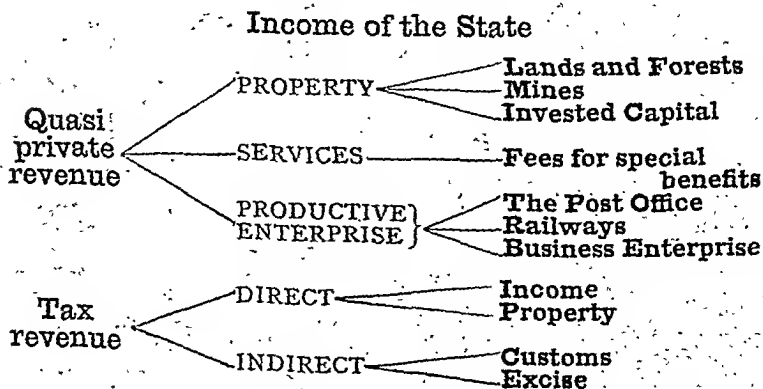 Income of the State
Quasi
private
revenue
PROPERTY
Lands and Forests
Mines
Invested Capital
SERVICES
Fees for special
benefits
PRODUCTIVE
ENTERPRISE
The Post Office
Railways
Business Enterprise
Tax
revenue
DIRECT
Income
Property
INDIRECT
Customs
Excise